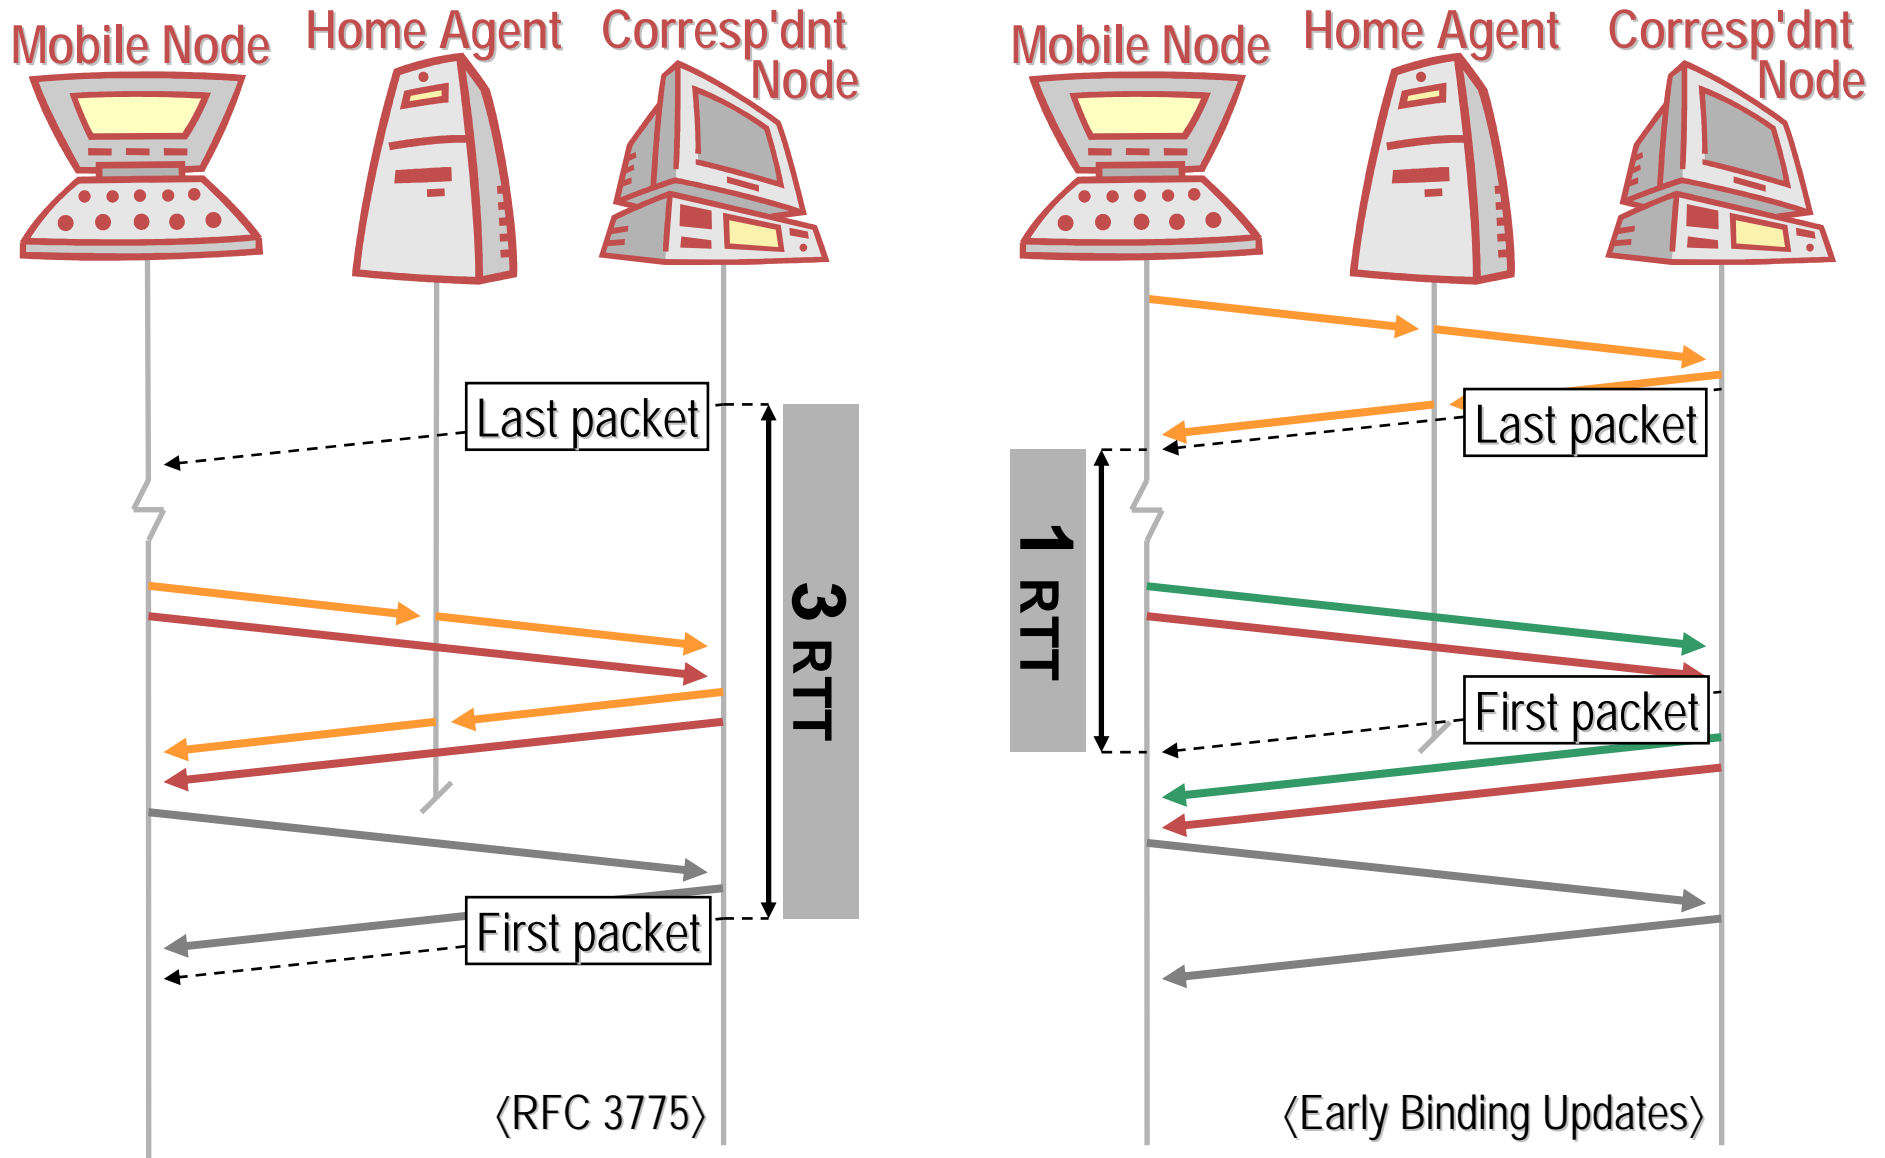 Mobile Node
Home Agent
Corresp'dnt
Node
Last packet
3 RTT
First packet
〈RFC 3775〉
Mobile Node
Home Agent
Corresp'dnt
Node
Last packet
1 RTT
First packet
〈Early Binding Updates〉